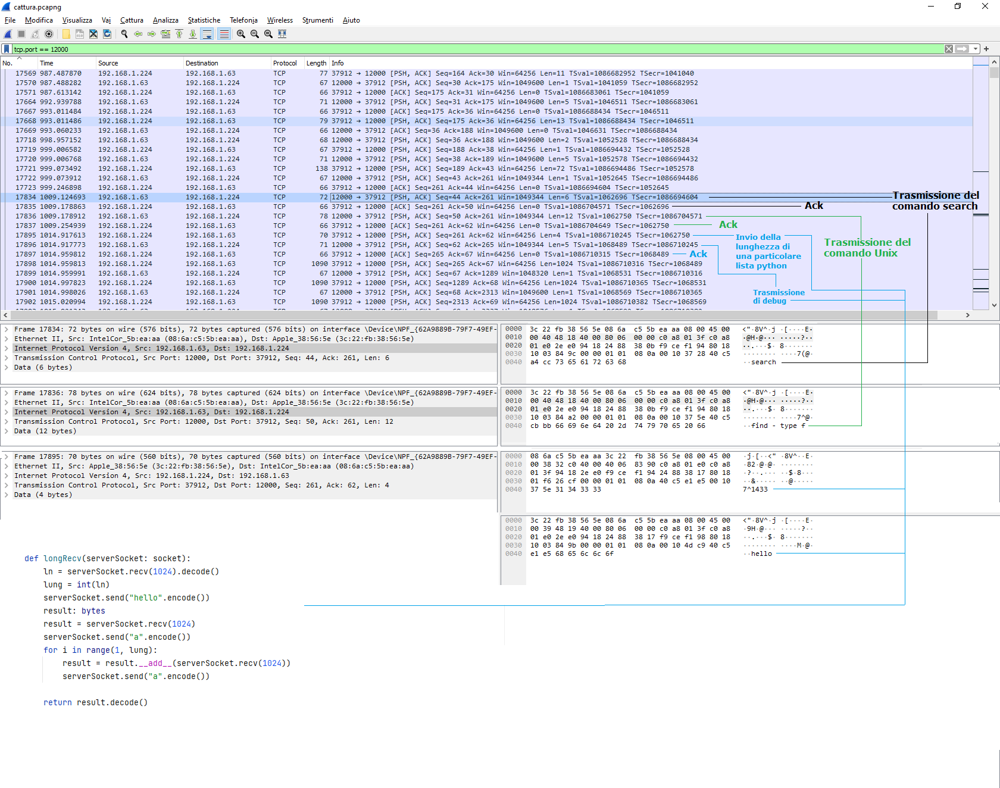 cattura.pcapng
File Modifica Visualizza Vai Cattura Analizza Statistiche Telefonia Wireless Strumenti Aiuto
tcp.port == 12000
No. Time Source Destination Protocol Length Info
17569 987.487870 192.168.1.224 192.168.1.63 TCP 77 37912 → 12000 [PSH, ACK] Seq=164 Ack=30 Win=64256 Len=11 TSval=1086682952 TSecr=1041040
17570 987.488282 192.168.1.63 192.168.1.224 TCP 67 12000 → 37912 [PSH, ACK] Seq=30 Ack=175 Win=1049600 Len=1 TSval=1041059 TSecr=1086682952
17571 987.613142 192.168.1.224 192.168.1.63 TCP 66 37912 → 12000 [ACK] Seq=175 Ack=31 Win=64256 Len=0 TSval=1086683061 TSecr=1041059
17664 992.939788 192.168.1.63 192.168.1.224 TCP 71 12000 → 37912 [PSH, ACK] Seq=31 Ack=175 Win=1049600 Len=5 TSval=1046511 TSecr=1086683061
17667 993.011484 192.168.1.224 192.168.1.63 TCP 66 37912 → 12000 [ACK] Seq=175 Ack=36 Win=64256 Len=0 TSval=1086688434 TSecr=1046511
17668 993.011486 192.168.1.224 192.168.1.63 TCP 79 37912 → 12000 [PSH, ACK] Seq=175 Ack=36 Win=64256 Len=13 TSval=1086688434 TSecr=1046511
17669 993.060233 192.168.1.63 192.168.1.224 TCP 66 12000 → 37912 [ACK] Seq=36 Ack=188 Win=1049600 Len=0 TSval=1046631 TSecr=1086688434
17718 998.957152 192.168.1.63 192.168.1.224 TCP 68 12000 → 37912 [PSH, ACK] Seq=36 Ack=188 Win=1049600 Len=2 TSval=1052528 TSecr=1086688434
17719 999.006582 192.168.1.224 192.168.1.63 TCP 67 37912 → 12000 [PSH, ACK] Seq=188 Ack=38 Win=64256 Len=1 TSval=1086694432 TSecr=1052528
17720 999.006768 192.168.1.63 192.168.1.224 TCP 71 12000 → 37912 [PSH, ACK] Seq=38 Ack=189 Win=1049600 Len=5 TSval=1052578 TSecr=1086694432
17721 999.073492 192.168.1.224 192.168.1.63 TCP 138 37912 → 12000 [PSH, ACK] Seq=189 Ack=43 Win=64256 Len=72 TSval=1086694486 TSecr=1052578
17722 999.073912 192.168.1.63 192.168.1.224 TCP 67 12000 → 37912 [PSH, ACK] Seq=43 Ack=261 Win=1049344 Len=1 TSval=1052645 TSecr=1086694486
17723 999.246898 192.168.1.224 192.168.1.63 TCP 66 37912 → 12000 [ACK] Seq=261 Ack=44 Win=64256 Len=0 TSval=1086694604 TSecr=1052645
17834 1009.124693 192.168.1.63 192.168.1.224 TCP 72 12000 → 37912 [PSH, ACK] Seq=44 Ack=261 Win=1049344 Len=6 TSval=1062696 TSecr=1086694604
Trasmissione del
comando search
17835 1009.178863 192.168.1.224 192.168.1.63 TCP 66 37912 → 12000 [ACK] Seq=261 Ack=50 Win=64256 Len=0 TSval=1086704571 TSecr=1062696
Ack
17836 1009.178912 192.168.1.63 192.168.1.224 TCP 78 12000 → 37912 [PSH, ACK] Seq=50 Ack=261 Win=1049344 Len=12 TSval=1062750 TSecr=1086704571
17837 1009.254939 192.168.1.224 192.168.1.63 TCP 66 37912 → 12000 [ACK] Seq=261 Ack=62 Win=64256 Len=0 TSval=1086704649 TSecr=1062750
Ack
17895 1014.917613 192.168.1.224 192.168.1.63 TCP 70 37912 → 12000 [PSH, ACK] Seq=261 Ack=62 Win=64256 Len=4 TSval=1086710245 TSecr=1062750
Invio della
lunghezza di
una particolare
lista python
Trasmissione del
comando Unix
17896 1014.917773 192.168.1.63 192.168.1.224 TCP 71 12000 → 37912 [PSH, ACK] Seq=62 Ack=265 Win=1049344 Len=5 TSval=1068489 TSecr=1086710245
17897 1014.959812 192.168.1.224 192.168.1.63 TCP 66 37912 → 12000 [ACK] Seq=265 Ack=67 Win=64256 Len=0 TSval=1086710315 TSecr=1068489
Ack
17898 1014.959813 192.168.1.224 192.168.1.63 TCP 1090 37912 → 12000 [PSH, ACK] Seq=265 Ack=67 Win=64256 Len=1024 TSval=1086710316 TSecr=1068489
17899 1014.959991 192.168.1.63 192.168.1.224 TCP 67 12000 → 37912 [PSH, ACK] Seq=67 Ack=1289 Win=1048320 Len=1 TSval=1068531 TSecr=1086710316
17900 1014.997823 192.168.1.224 192.168.1.63 TCP 1090 37912 → 12000 [PSH, ACK] Seq=1289 Ack=68 Win=64256 Len=1024 TSval=1086710365 TSecr=1068531
17901 1014.998026 192.168.1.63 192.168.1.224 TCP 67 12000 → 37912 [PSH, ACK] Seq=68 Ack=2313 Win=1049600 Len=1 TSval=1068569 TSecr=1086710365
17902 1015.020994 192.168.1.224 192.168.1.63 TCP 1090 37912 → 12000 [PSH, ACK] Seq=2313 Ack=69 Win=64256 Len=1024 TSval=1086710382 TSecr=1068569
Trasmissione
di debug
Frame 17834: 72 bytes on wire (576 bits), 72 bytes captured (576 bits) on interface \Device\NPF_{62A9889B-79F7-49EF-
Ethernet II, Src: IntelCor_5b:ea:aa (08:6a:c5:5b:ea:aa), Dst: Apple_38:56:5e (3c:22:fb:38:56:5e)
Internet Protocol Version 4, Src: 192.168.1.63, Dst: 192.168.1.224
Transmission Control Protocol, Src Port: 12000, Dst Port: 37912, Seq: 44, Ack: 261, Len: 6
Data (6 bytes)
0000 3c 22 fb 38 56 5e 08 6a c5 5b ea aa 08 00 45 00 <"·8V^·j ·[····E·
0010 00 40 48 18 40 00 80 06 00 00 c0 a8 01 3f c0 a8 ·@H·@··· ·····?··
0020 01 e0 2e e0 94 18 24 88 38 0b f9 ce f1 94 80 18 ··.···$· 8·······
0030 10 03 84 9c 00 00 01 01 08 0a 00 10 37 28 40 c5 ········ ····7(@·
0040 a4 cc 73 65 61 72 63 68 ··search
Frame 17836: 78 bytes on wire (624 bits), 78 bytes captured (624 bits) on interface \Device\NPF_{62A9889B-79F7-49EF-
Ethernet II, Src: IntelCor_5b:ea:aa (08:6a:c5:5b:ea:aa), Dst: Apple_38:56:5e (3c:22:fb:38:56:5e)
Internet Protocol Version 4, Src: 192.168.1.63, Dst: 192.168.1.224
Transmission Control Protocol, Src Port: 12000, Dst Port: 37912, Seq: 50, Ack: 261, Len: 12
Data (12 bytes)
0000 3c 22 fb 38 56 5e 08 6a c5 5b ea aa 08 00 45 00 <"·8V^·j ·[····E·
0010 00 40 48 18 40 00 80 06 00 00 c0 a8 01 3f c0 a8 ·@H·@··· ·····?··
0020 01 e0 2e e0 94 18 24 88 38 0b f9 ce f1 94 80 18 ··.···$· 8·······
0030 10 03 84 a2 00 00 01 01 08 0a 00 10 37 5e 40 c5 ········ ····7^@·
0040 cb bb 66 69 6e 64 20 2d 74 79 70 65 20 66 ··find - type f
Frame 17895: 70 bytes on wire (560 bits), 70 bytes captured (560 bits) on interface \Device\NPF_{62A9889B-79F7-49EF-
Ethernet II, Src: Apple_38:56:5e (3c:22:fb:38:56:5e), Dst: IntelCor_5b:ea:aa (08:6a:c5:5b:ea:aa)
Internet Protocol Version 4, Src: 192.168.1.224, Dst: 192.168.1.63
Transmission Control Protocol, Src Port: 37912, Dst Port: 12000, Seq: 261, Ack: 62, Len: 4
Data (4 bytes)
0000 08 6a c5 5b ea aa 3c 22 fb 38 56 5e 08 00 45 00 ·j·[··<" ·8V^··E·
0010 00 38 32 c0 40 00 40 06 83 90 c0 a8 01 e0 c0 a8 ·82·@·@· ········
0020 01 3f 94 18 2e e0 f9 ce f1 94 24 88 38 17 80 18 ·?··.··· ··$·8···
0030 01 f6 26 cf 00 00 01 01 08 0a 40 c5 e1 e5 00 10 ··&····· ··@·····
0040 37 5e 31 34 33 33 7^1433
0000 3c 22 fb 38 56 5e 08 6a c5 5b ea aa 08 00 45 00 <"·8V^·j ·[····E·
0010 00 39 48 19 40 00 80 06 00 00 c0 a8 01 3f c0 a8 ·9H·@··· ·····?··
0020 01 e0 2e e0 94 18 24 88 38 17 f9 ce f1 98 80 18 ··.···$· 8·······
0030 10 03 84 9b 00 00 01 01 08 0a 00 10 4d c9 40 c5 ········ ····M·@·
0040 e1 e5 68 65 6c 6c 6f ··hello
def longRecv(serverSocket: socket):
ln = serverSocket.recv(1024).decode()
lung = int(ln)
serverSocket.send("hello".encode())
result: bytes
result = serverSocket.recv(1024)
serverSocket.send("a".encode())
for i in range(1, lung):
result = result.__add__(serverSocket.recv(1024))
serverSocket.send("a".encode())
return result.decode()